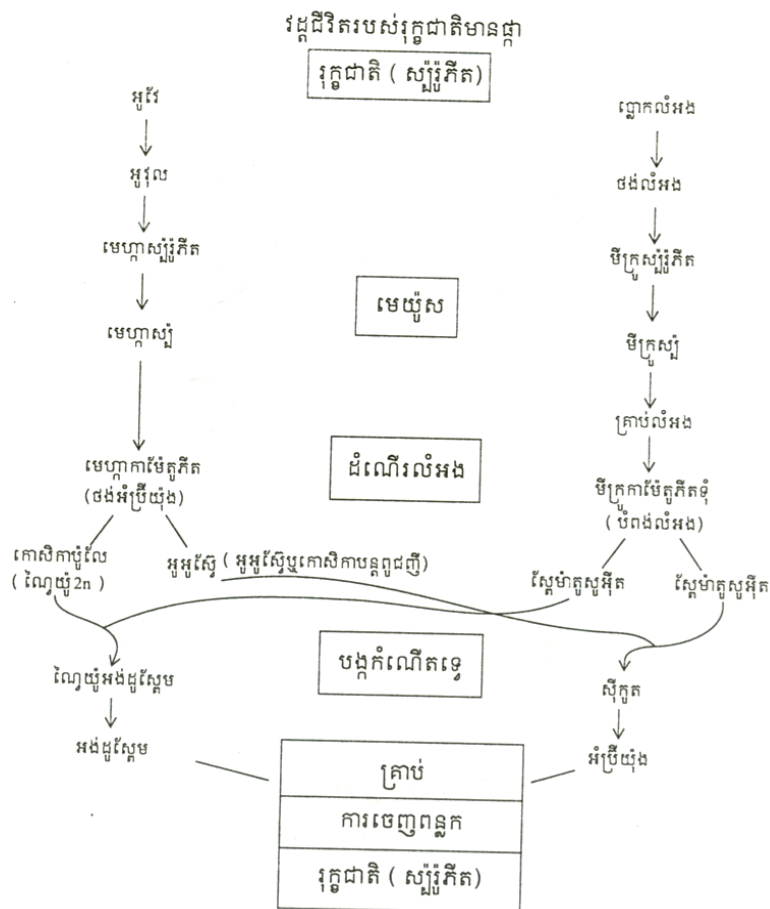 វដ្តជីវិតរបស់រុក្ខជាតិមានផ្កា
រុក្ខជាតិ ( ស្ប៉រ៉ូភីត)
អូវែ
ប្លោកលំអង
អូវុល
ថង់លំអង
មេហ្កាស្ប៉រ៉ូភីត
មីក្រូស្ប៉រ៉ូភីត
មេយ៉ូស
មេហ្កាស្ប៉
មីក្រូស្ប៉
គ្រាប់លំអង
មេហ្កាកាម៉ែតូភីត
(ថង់អំប្រ៊ីយ៉ុង)
ដំណើរលំអង
មីក្រូកាម៉ែតូភីតទុំ
( បំពង់លំអង)
កោសិកាប៉ូលែ
( ណ្វៃយ៉ូ 2n )
អូអូស្វ៊ែ ( អូអូស្វ៊ែឬកោសិកាបន្តពូជញី)
ស្ពែម៉ាតូសូអ៊ីត
ស្ពែម៉ាតូសូអ៊ីត
បង្កកំណើតទ្វេ
ណ្វៃយ៉ូអង់ដូស្ពែម
ស៊ីកូត
អង់ដូស្ពែម
អំប្រ៊ីយ៉ុង
គ្រាប់
ការចេញពន្លក
រុក្ខជាតិ ( ស្ប៉រ៉ូភីត)